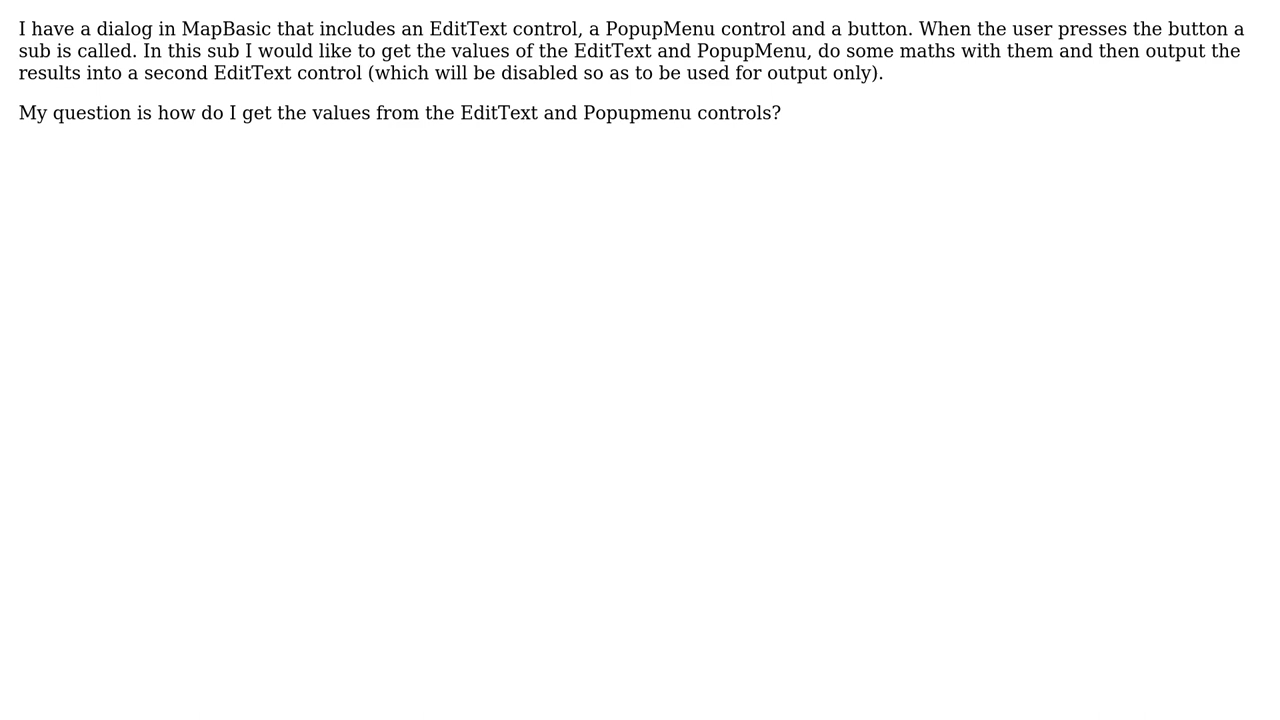 I have a dialog in MapBasic that includes an EditText control, a PopupMenu control and a button. When the user presses the button a
sub is called. In this sub I would like to get the values of the EditText and PopupMenu, do some maths with them and then output the
results into a second EditText control (which will be disabled so as to be used for output only).
My question is how do I get the values from the EditText and Popupmenu controls?